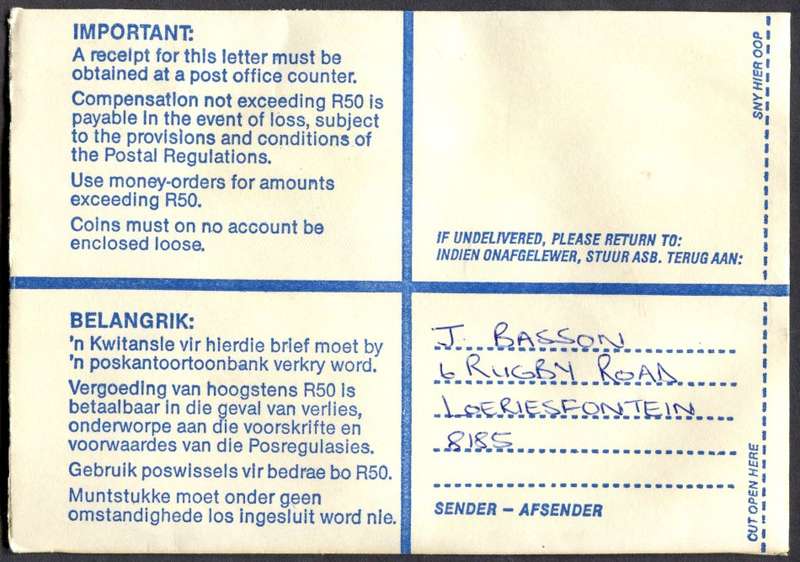 IMPORTANT:
A receipt for this letter must be
obtained at a post office counter.
Compensation not exceeding R50 is
payable in the event of loss, subject
to the provisions and conditions of
the Postal Regulations.
Use money-orders for amounts
exceeding R50.
Coins must on no account be
enclosed loose.
IF UNDELIVERED, PLEASE RETURN TO:
INDIEN ONAFGELEWER, STUUR ASB. TERUG AAN:
SNY HIER OOP
BELANGRIK:
'n Kwitansie vir hierdie brief moet by
'n poskantoortoonbank verkry word.
Vergoeding van hoogstens R50 is
betaalbaar in die geval van verlies,
onderworpe aan die voorskrifte en
voorwaardes van die Posregulasies.
Gebruik poswissels vir bedrae bo R50.
Muntstukke moet onder geen
omstandighede los ingesluit word nie.
J. BASSON
6 RUGBY ROAD
LOERIESFONTEIN
8185
SENDER – AFSENDER
CUT OPEN HERE